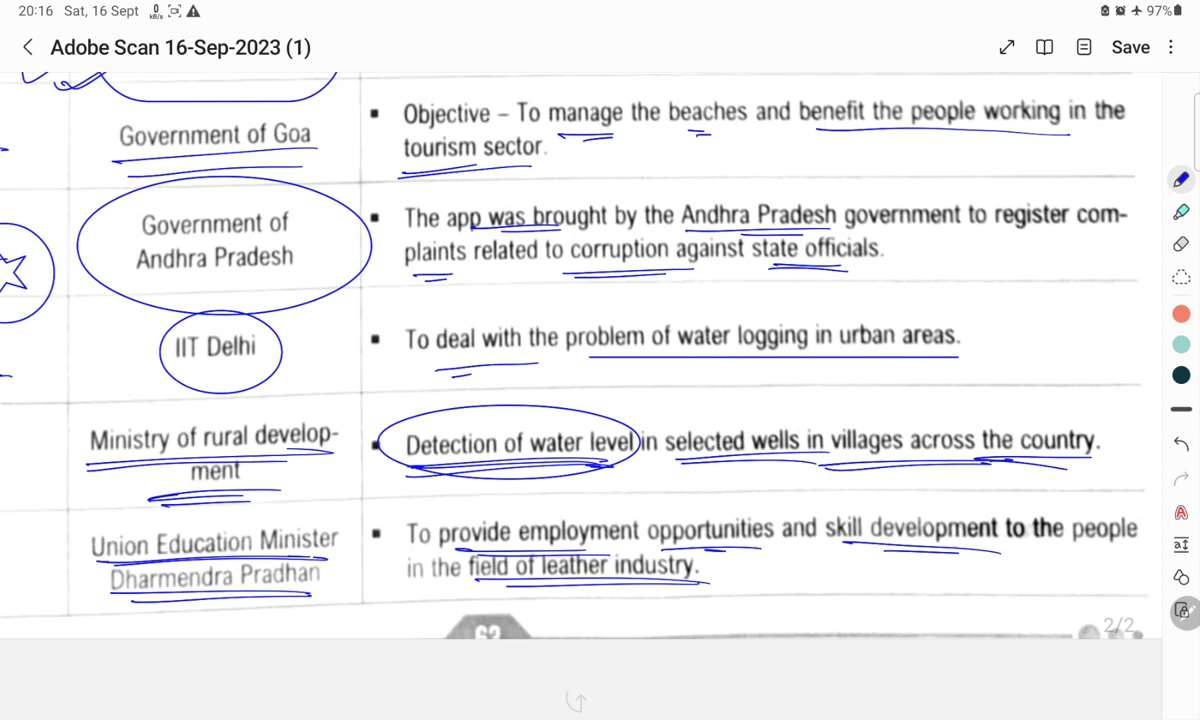 20:16 Sat, 16 Sept 0 kB/s 97%
Adobe Scan 16-Sep-2023 (1) Save
Government of Goa
▪ Objective – To manage the beaches and benefit the people working in the
tourism sector.
Government of
Andhra Pradesh
▪ The app was brought by the Andhra Pradesh government to register com-
plaints related to corruption against state officials.
IIT Delhi
▪ To deal with the problem of water logging in urban areas.
Ministry of rural develop-
ment
▪ Detection of water level in selected wells in villages across the country.
Union Education Minister
Dharmendra Pradhan
▪ To provide employment opportunities and skill development to the people
in the field of leather industry.
2/2